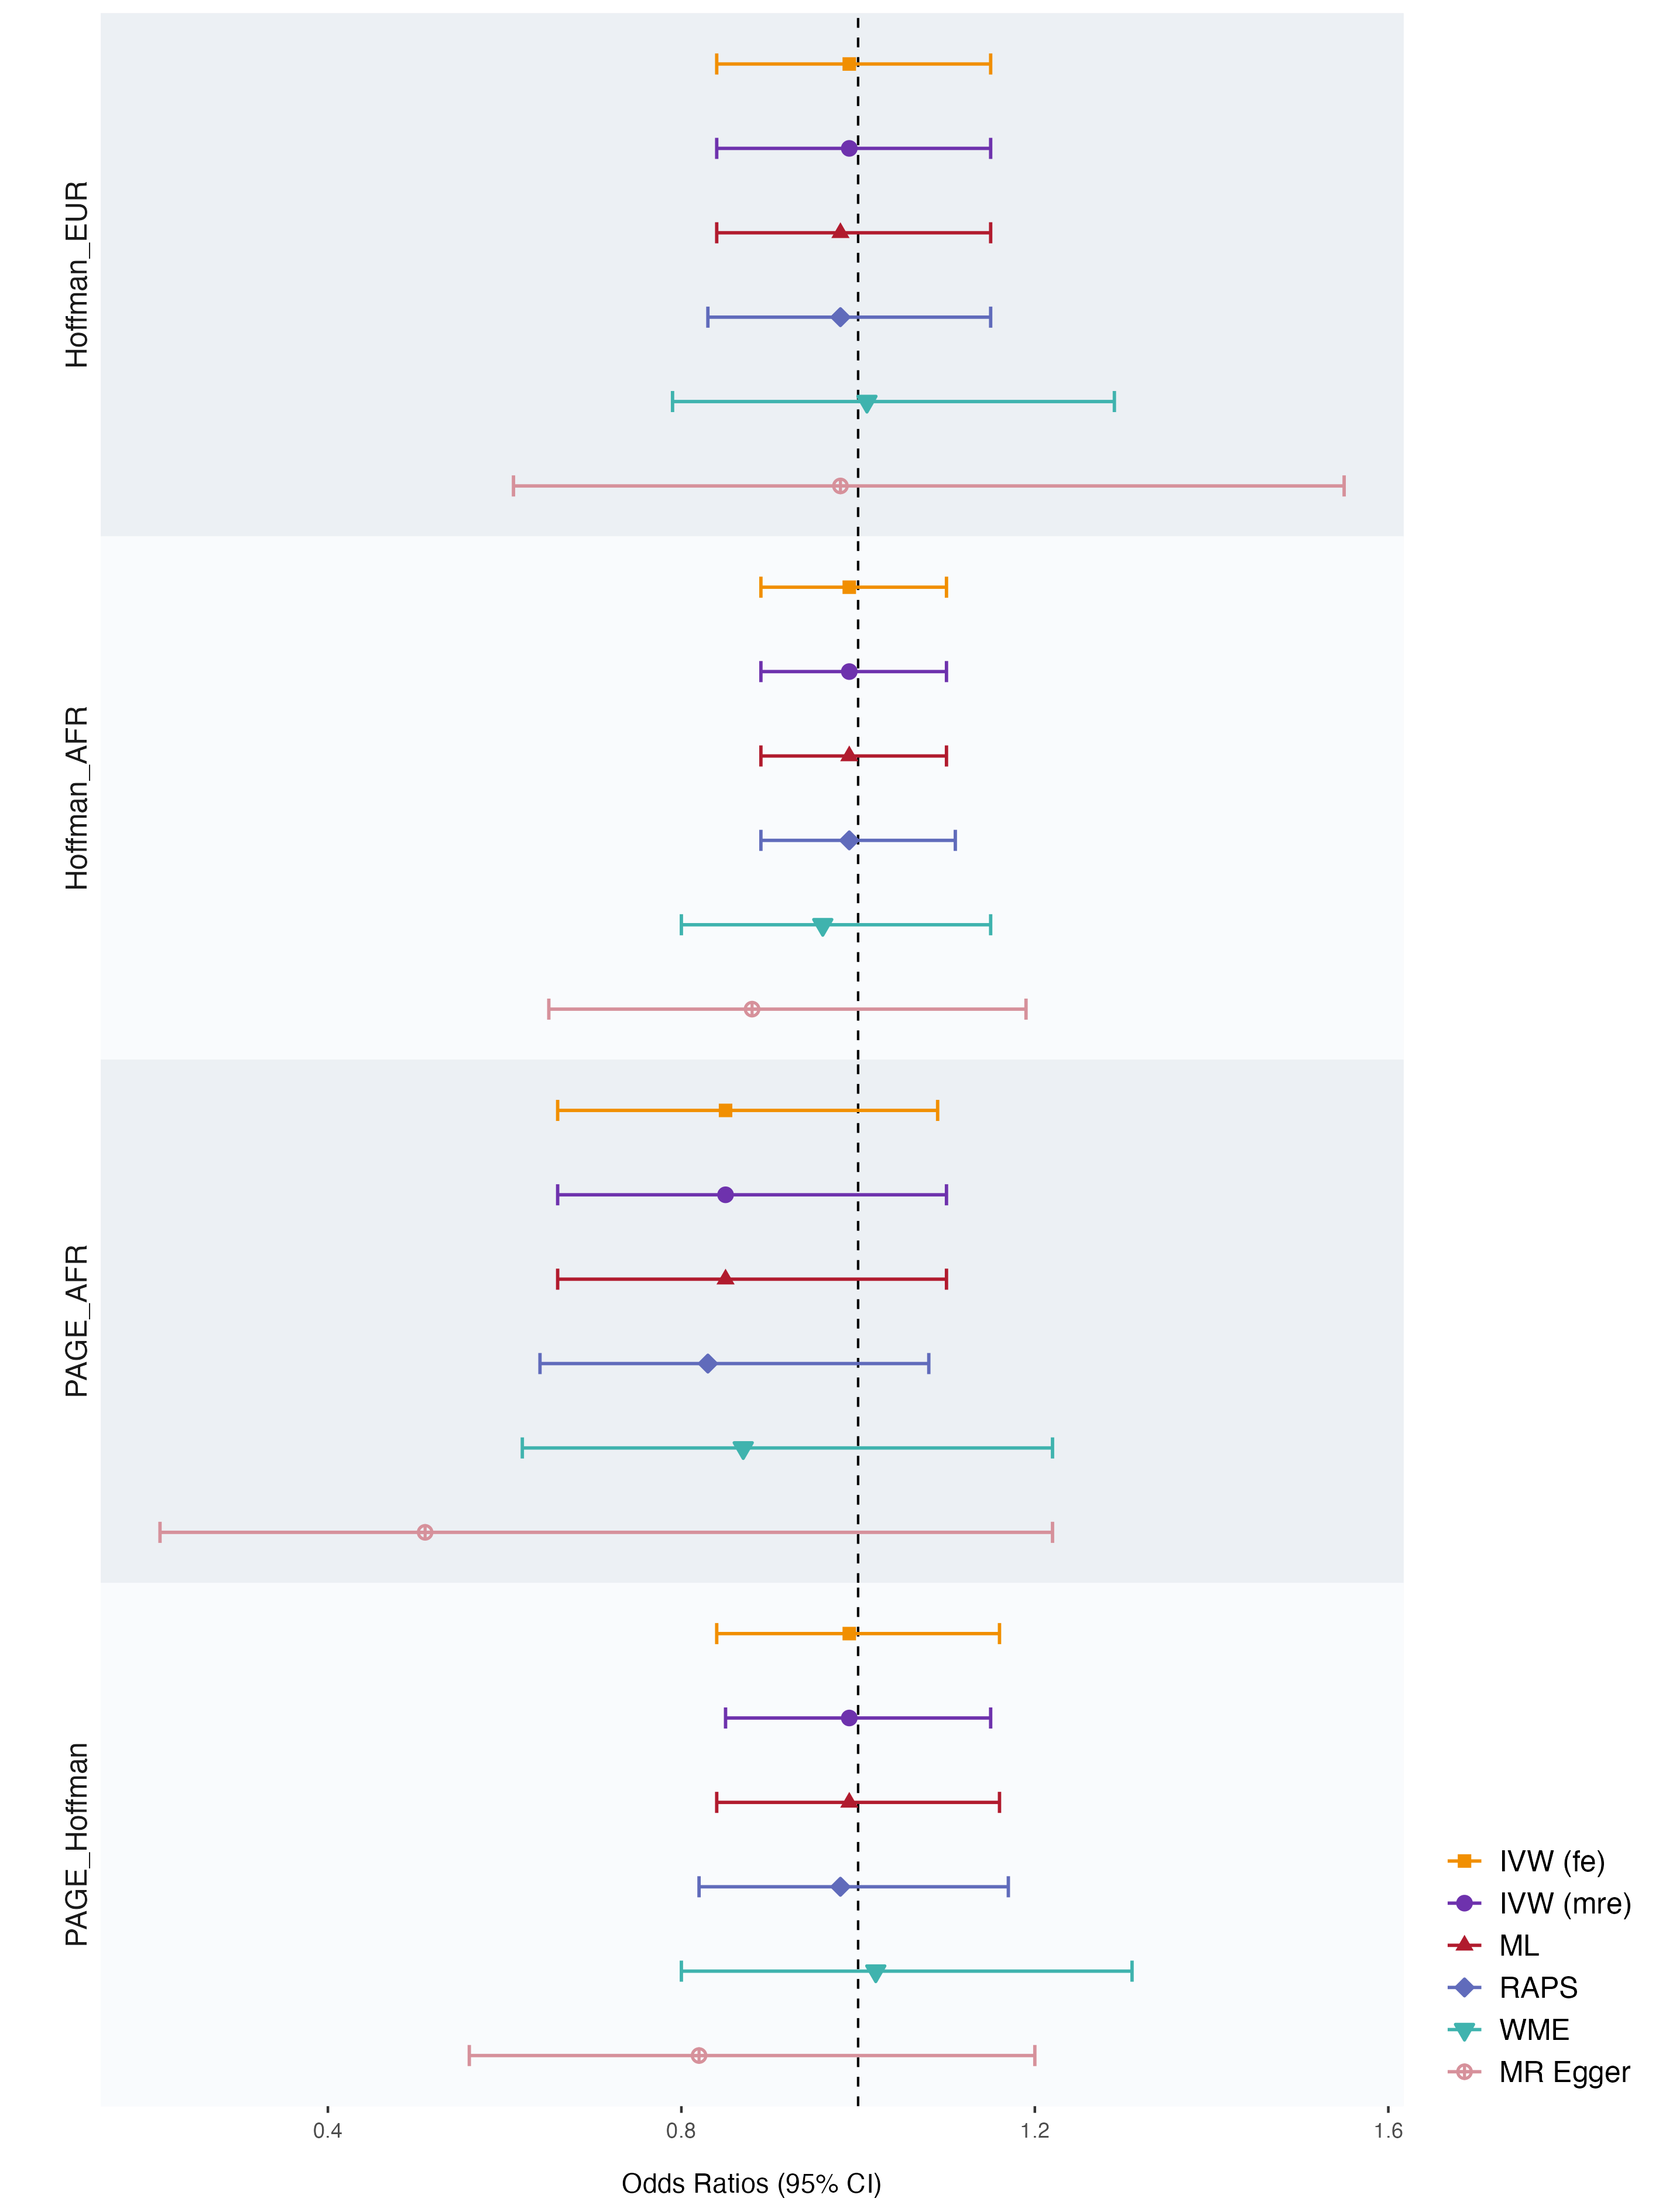 Hoffman_EUR
Hoffman_AFR
PAGE_AFR
PAGE_Hoffman
IVW (fe)
IVW (mre)
ML
RAPS
WME
MR Egger
0.4 0.8 1.2 1.6
Odds Ratios (95% CI)